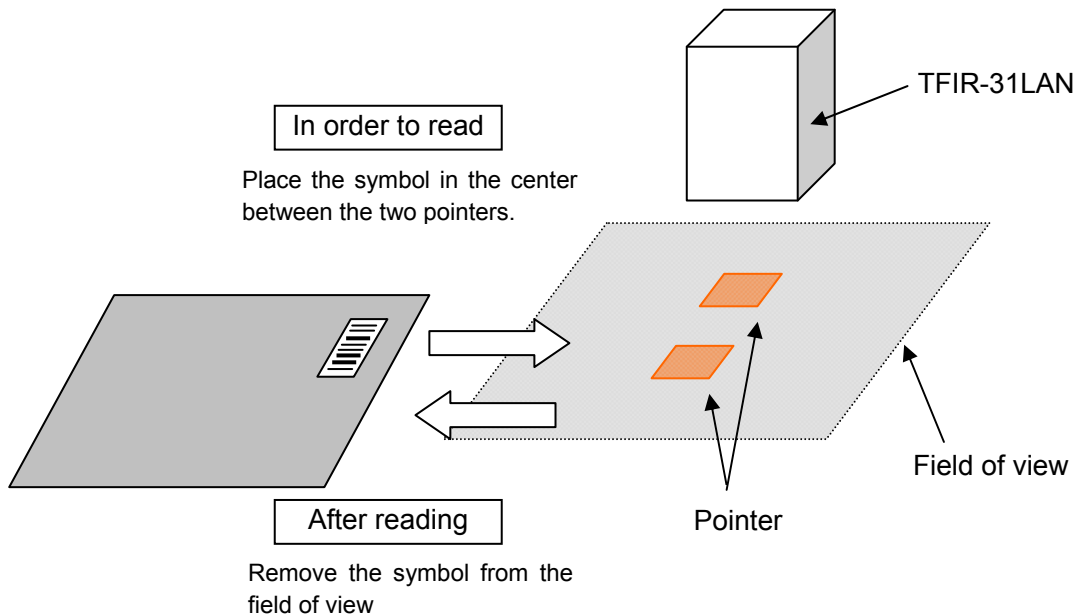 TFIR-31LAN
In order to read
Place the symbol in the center
between the two pointers.
Field of view
Pointer
After reading
Remove the symbol from the
field of view